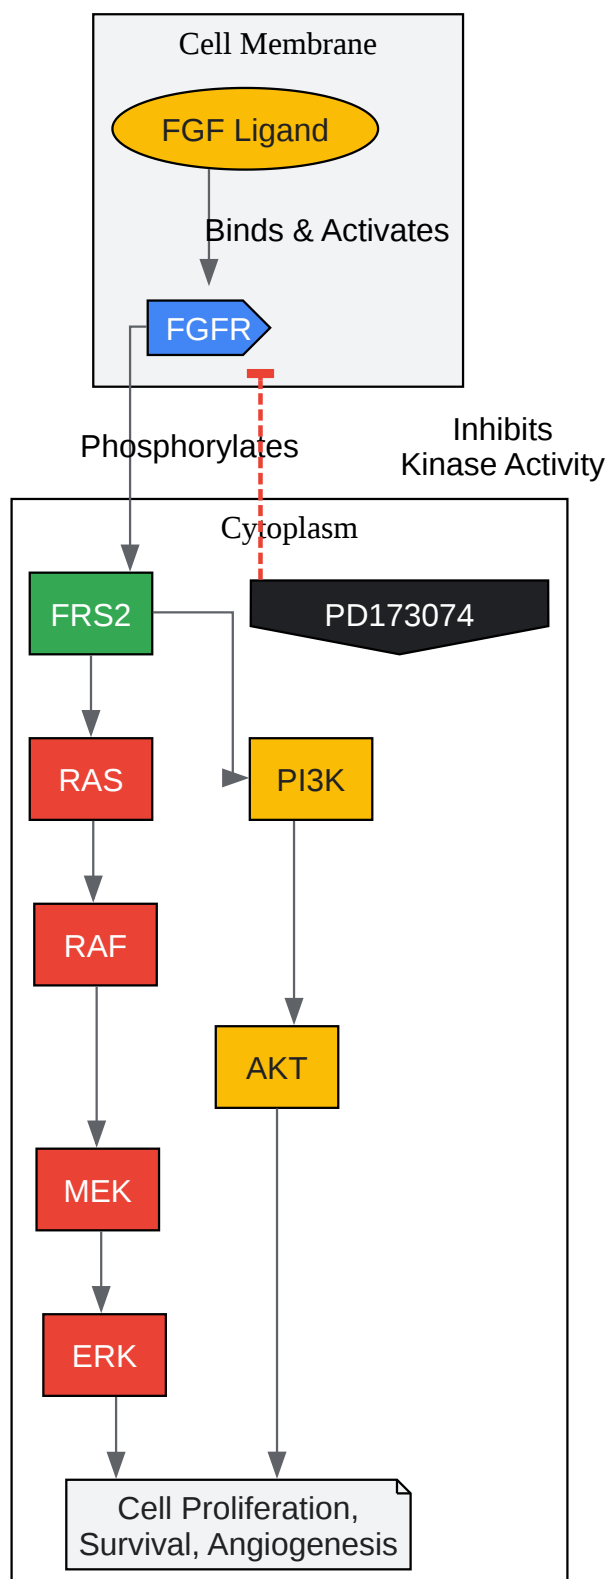 Cell Membrane
FGF Ligand
Binds & Activates
FGFR
Phosphorylates
Inhibits
Kinase Activity
Cytoplasm
FRS2
PD173074
RAS
PI3K
RAF
AKT
MEK
ERK
Cell Proliferation,
Survival, Angiogenesis